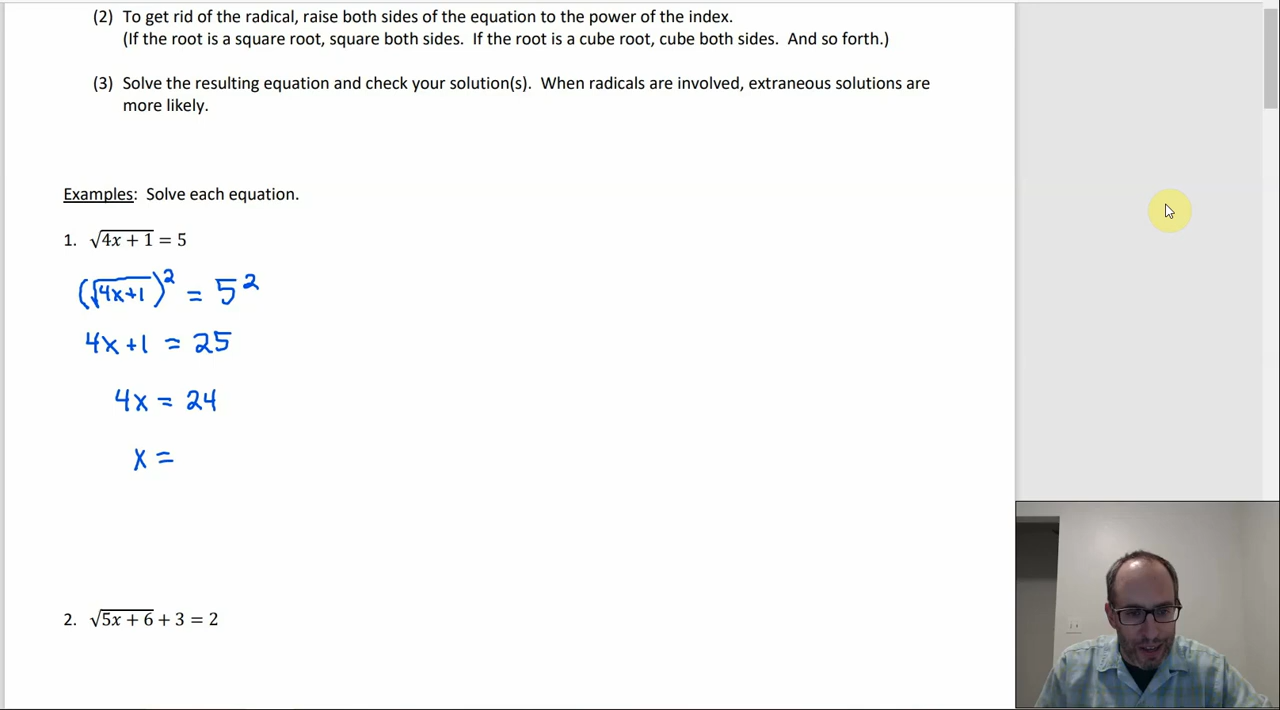 (2) To get rid of the radical, raise both sides of the equation to the power of the index.
(If the root is a square root, square both sides. If the root is a cube root, cube both sides. And so forth.)
(3) Solve the resulting equation and check your solution(s). When radicals are involved, extraneous solutions are
more likely.
Examples: Solve each equation.
1. √(4x + 1) = 5
(√(4x+1))² = 5²
4x+1 = 25
4x = 24
x =
2. √(5x + 6) + 3 = 2